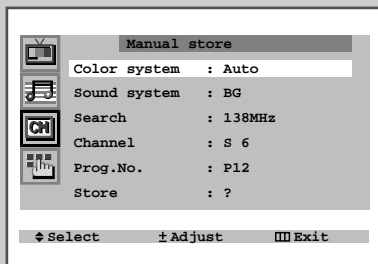 Manual store
Color system : Auto
Sound system : BG
Search : 138MHz
CH Channel : S 6
Prog.No. : P12
Store : ?
Select ± Adjust Exit